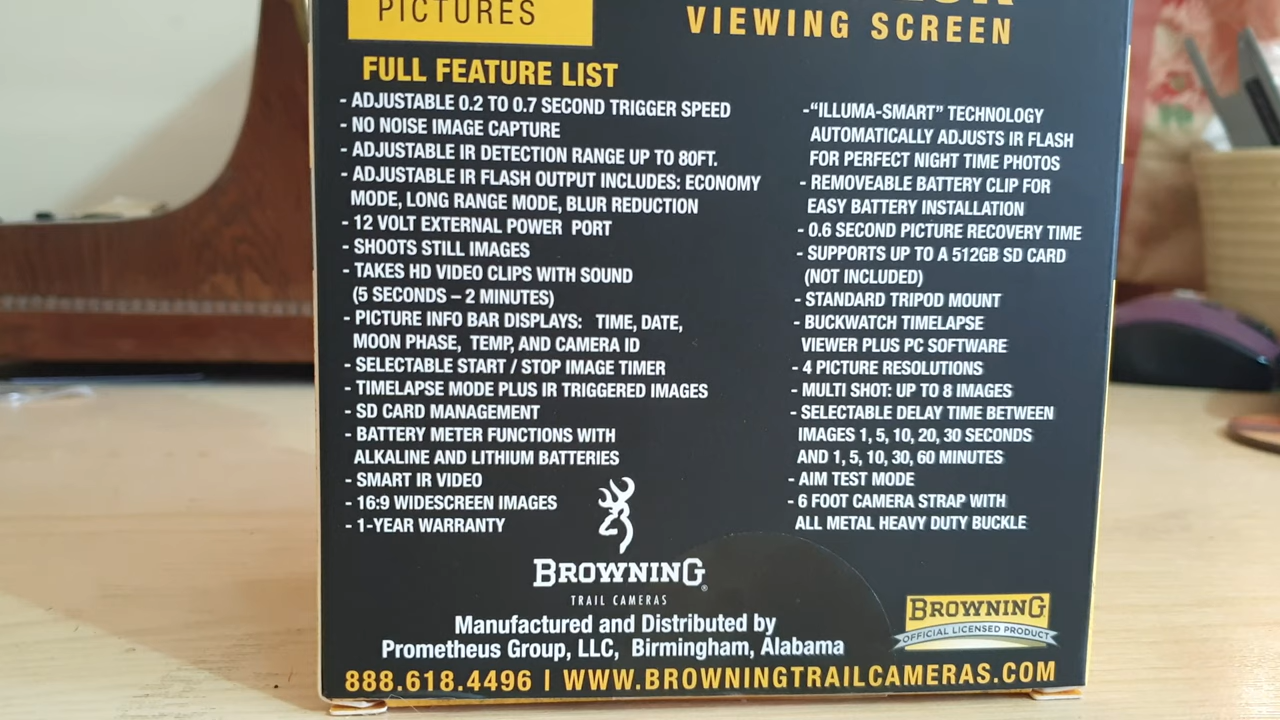 PICTURES
VIEWING SCREEN
FULL FEATURE LIST
- ADJUSTABLE 0.2 TO 0.7 SECOND TRIGGER SPEED
- NO NOISE IMAGE CAPTURE
- ADJUSTABLE IR DETECTION RANGE UP TO 80FT.
- ADJUSTABLE IR FLASH OUTPUT INCLUDES: ECONOMY
MODE, LONG RANGE MODE, BLUR REDUCTION
- 12 VOLT EXTERNAL POWER PORT
- SHOOTS STILL IMAGES
- TAKES HD VIDEO CLIPS WITH SOUND
(5 SECONDS – 2 MINUTES)
- PICTURE INFO BAR DISPLAYS: TIME, DATE,
MOON PHASE, TEMP, AND CAMERA ID
- SELECTABLE START / STOP IMAGE TIMER
- TIMELAPSE MODE PLUS IR TRIGGERED IMAGES
- SD CARD MANAGEMENT
- BATTERY METER FUNCTIONS WITH
ALKALINE AND LITHIUM BATTERIES
- SMART IR VIDEO
- 16:9 WIDESCREEN IMAGES
- 1-YEAR WARRANTY
-“ILLUMA-SMART” TECHNOLOGY
AUTOMATICALLY ADJUSTS IR FLASH
FOR PERFECT NIGHT TIME PHOTOS
- REMOVEABLE BATTERY CLIP FOR
EASY BATTERY INSTALLATION
- 0.6 SECOND PICTURE RECOVERY TIME
- SUPPORTS UP TO A 512GB SD CARD
(NOT INCLUDED)
- STANDARD TRIPOD MOUNT
- BUCKWATCH TIMELAPSE
VIEWER PLUS PC SOFTWARE
- 4 PICTURE RESOLUTIONS
- MULTI SHOT: UP TO 8 IMAGES
- SELECTABLE DELAY TIME BETWEEN
IMAGES 1, 5, 10, 20, 30 SECONDS
AND 1, 5, 10, 30, 60 MINUTES
- AIM TEST MODE
- 6 FOOT CAMERA STRAP WITH
ALL METAL HEAVY DUTY BUCKLE
BROWNING®
TRAIL CAMERAS
Manufactured and Distributed by
Prometheus Group, LLC, Birmingham, Alabama
BROWNING
OFFICIAL LICENSED PRODUCT
888.618.4496 | WWW.BROWNINGTRAILCAMERAS.COM